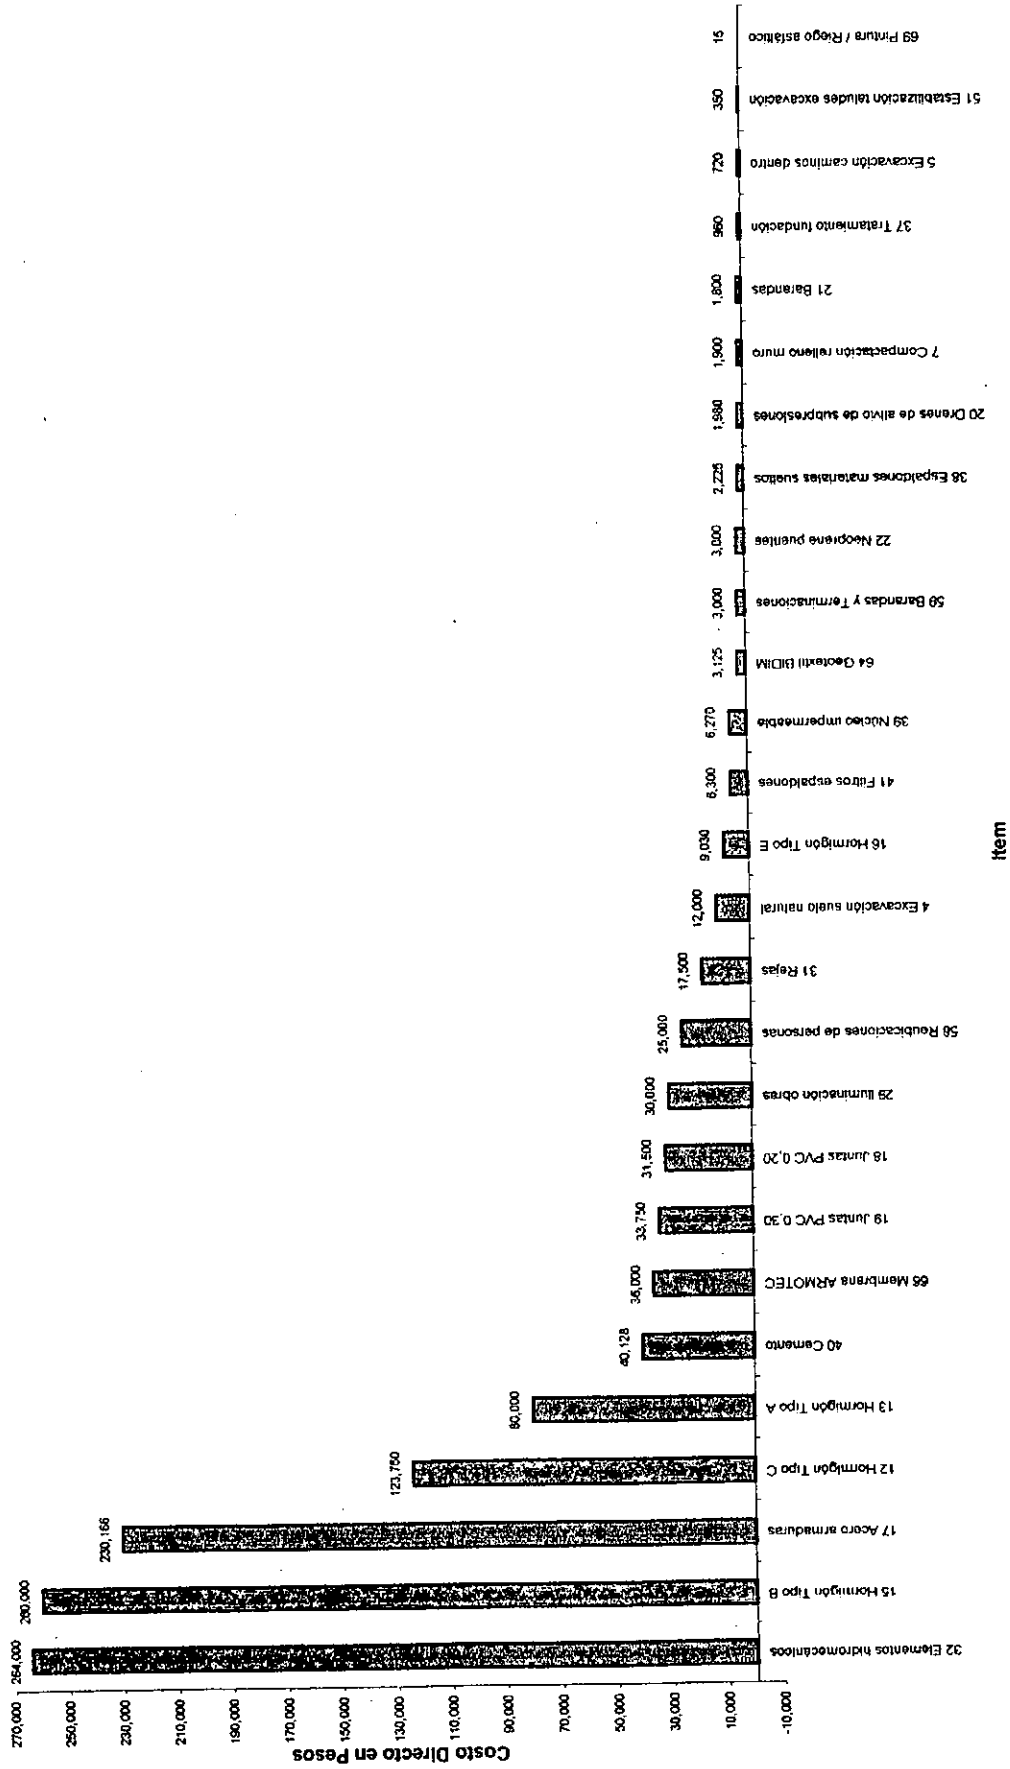 Costo Directo en Pesos
270,000
250,000
230,000
210,000
190,000
170,000
150,000
130,000
110,000
90,000
70,000
50,000
30,000
10,000
-10,000
264,000
260,000
230,166
123,750
80,000
40,128
36,000
33,750
31,500
30,000
25,000
17,500
12,000
9,030
6,300
6,270
3,125
3,000
3,000
2,225
1,980
1,900
1,800
960
720
350
15
32 Elementos hidromecánicos
15 Hormigón Tipo B
17 Acero armaduras
12 Hormigón Tipo C
13 Hormigón Tipo A
40 Cemento
66 Membrana ARMOTEC
19 Juntas PVC 0,30
18 Juntas PVC 0,20
29 Iluminación obras
58 Reubicaciones de personas
31 Rejas
4 Excavación suelo natural
16 Hormigón Tipo E
41 Filtros espaldones
39 Núcleo impermeable
64 Geotextil BIDIM
59 Barandas y Terminaciones
22 Neoprene puentes
38 Espaldones materiales sueltos
20 Drenes de alivio de subpresiones
7 Compactación relleno muro
21 Barandas
37 Tratamiento fundación
5 Excavación caminos dentro
51 Estabilización taludes excavación
69 Pintura / Riego asfáltico
Item